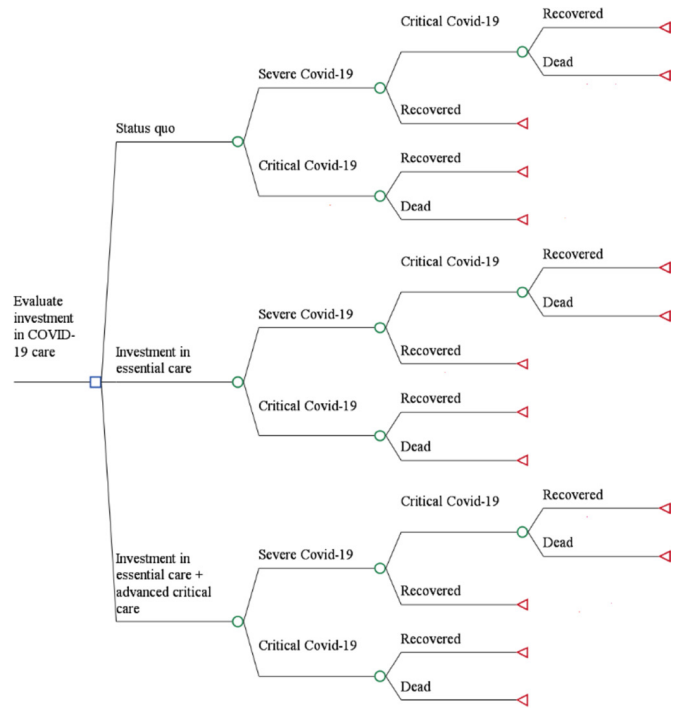 Critical Covid-19
Recovered
Dead
Severe Covid-19
Recovered
Status quo
Critical Covid-19
Recovered
Dead
Evaluate
investment
in COVID-
19 care
Critical Covid-19
Recovered
Dead
Severe Covid-19
Recovered
Investment in
essential care
Critical Covid-19
Recovered
Dead
Critical Covid-19
Recovered
Dead
Severe Covid-19
Recovered
Investment in
essential care +
advanced critical
care
Critical Covid-19
Recovered
Dead